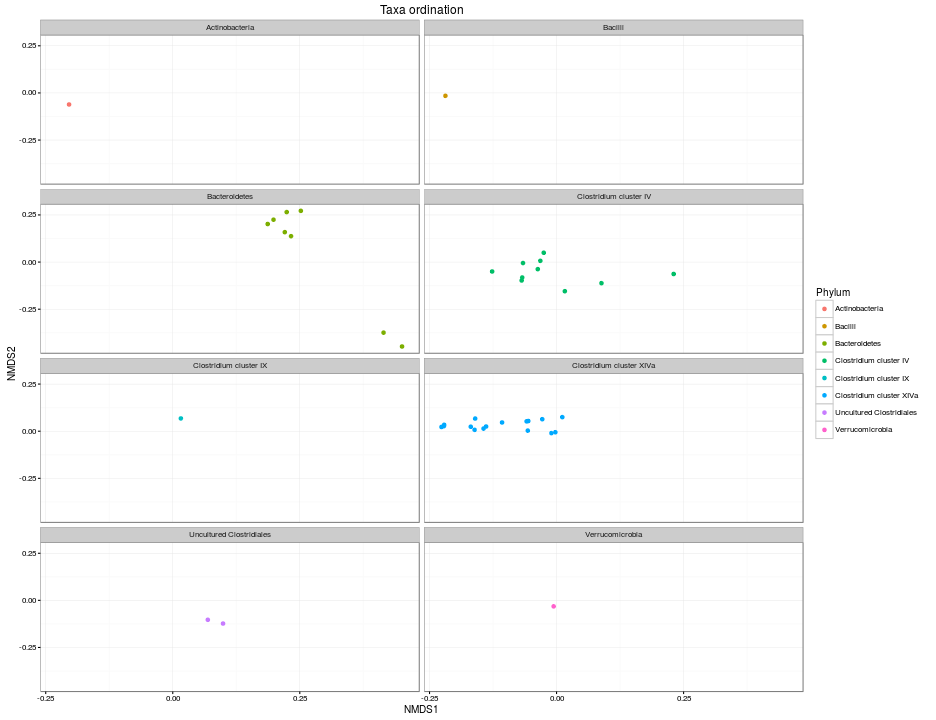 Taxa ordination
Actinobacteria
Bacilli
0.25
0.00
-0.25
Bacteroidetes
Clostridium cluster IV
0.25
0.00
-0.25
Clostridium cluster IX
Clostridium cluster XIVa
0.25
0.00
-0.25
Uncultured Clostridiales
Verrucomicrobia
0.25
0.00
-0.25
-0.25 0.00 0.25 -0.25 0.00 0.25
NMDS1
NMDS2
Phylum
Actinobacteria
Bacilli
Bacteroidetes
Clostridium cluster IV
Clostridium cluster IX
Clostridium cluster XIVa
Uncultured Clostridiales
Verrucomicrobia